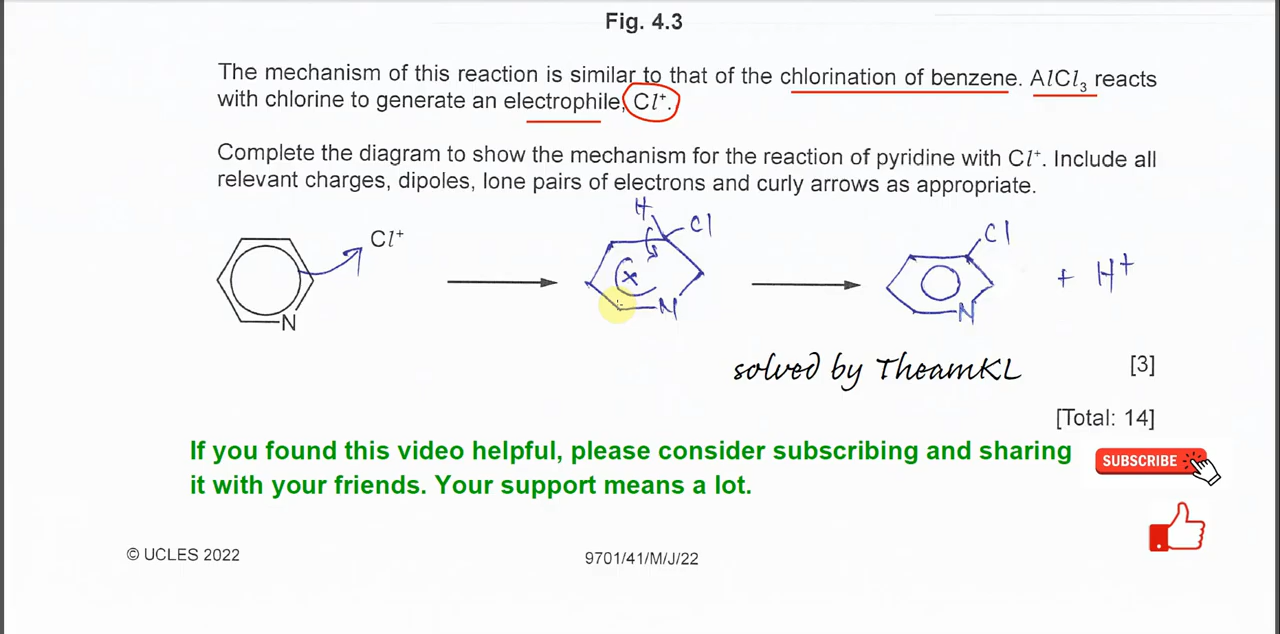 Fig. 4.3
The mechanism of this reaction is similar to that of the chlorination of benzene. AlCl₃ reacts
with chlorine to generate an electrophile, Cl⁺.
Complete the diagram to show the mechanism for the reaction of pyridine with Cl⁺. Include all
relevant charges, dipoles, lone pairs of electrons and curly arrows as appropriate.
Cl⁺
N
H
Cl
+
N
Cl
N
+ H⁺
solved by TheamKL
[3]
[Total: 14]
If you found this video helpful, please consider subscribing and sharing
it with your friends. Your support means a lot.
SUBSCRIBE
© UCLES 2022
9701/41/M/J/22